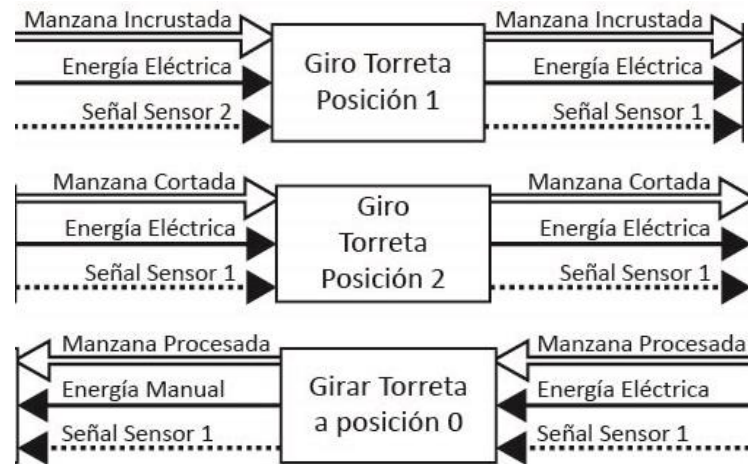 Manzana Incrustada
Energía Eléctrica
Señal Sensor 2
Giro Torreta
Posición 1
Manzana Incrustada
Energía Eléctrica
Señal Sensor 1
Manzana Cortada
Energía Eléctrica
Señal Sensor 1
Giro
Torreta
Posición 2
Manzana Cortada
Energía Eléctrica
Señal Sensor 1
Manzana Procesada
Energía Manual
Señal Sensor 1
Girar Torreta
a posición 0
Manzana Procesada
Energía Eléctrica
Señal Sensor 1